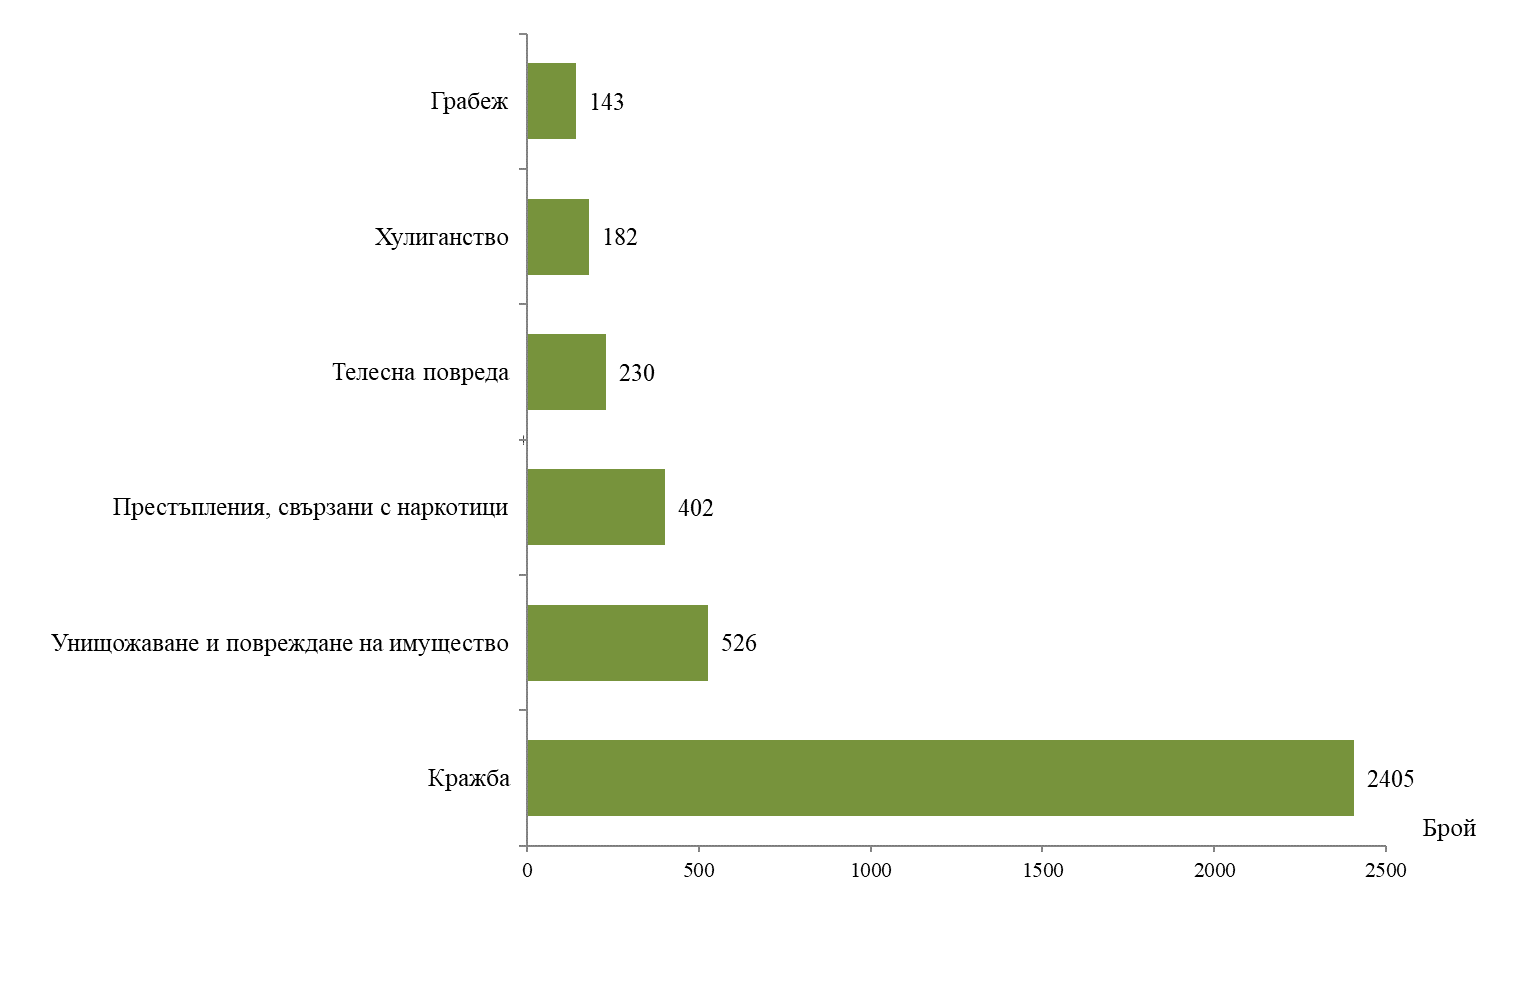 Грабеж 143
Хулиганство 182
Телесна повреда 230
Престъпления, свързани с наркотици 402
Унищожаване и повреждане на имущество 526
Кражба 2405
Брой
0 500 1000 1500 2000 2500